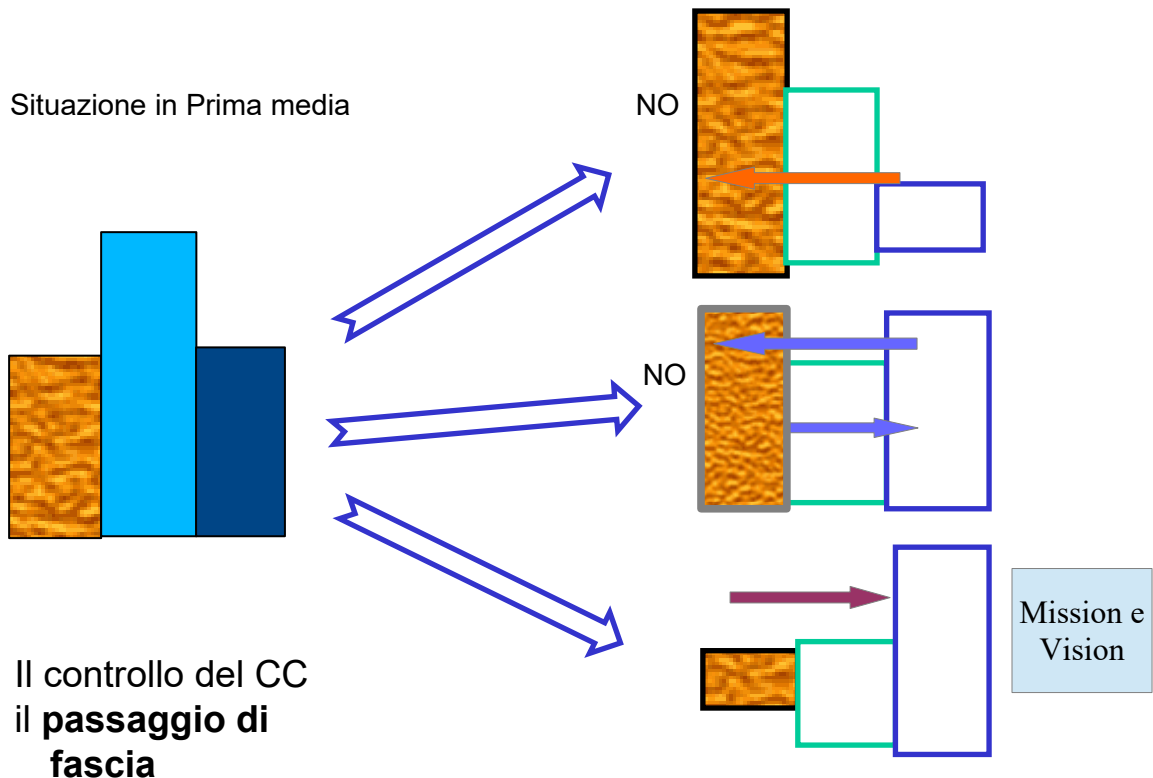 Situazione in Prima media
NO
NO
Mission e
Vision
Il controllo del CC
il passaggio di
fascia